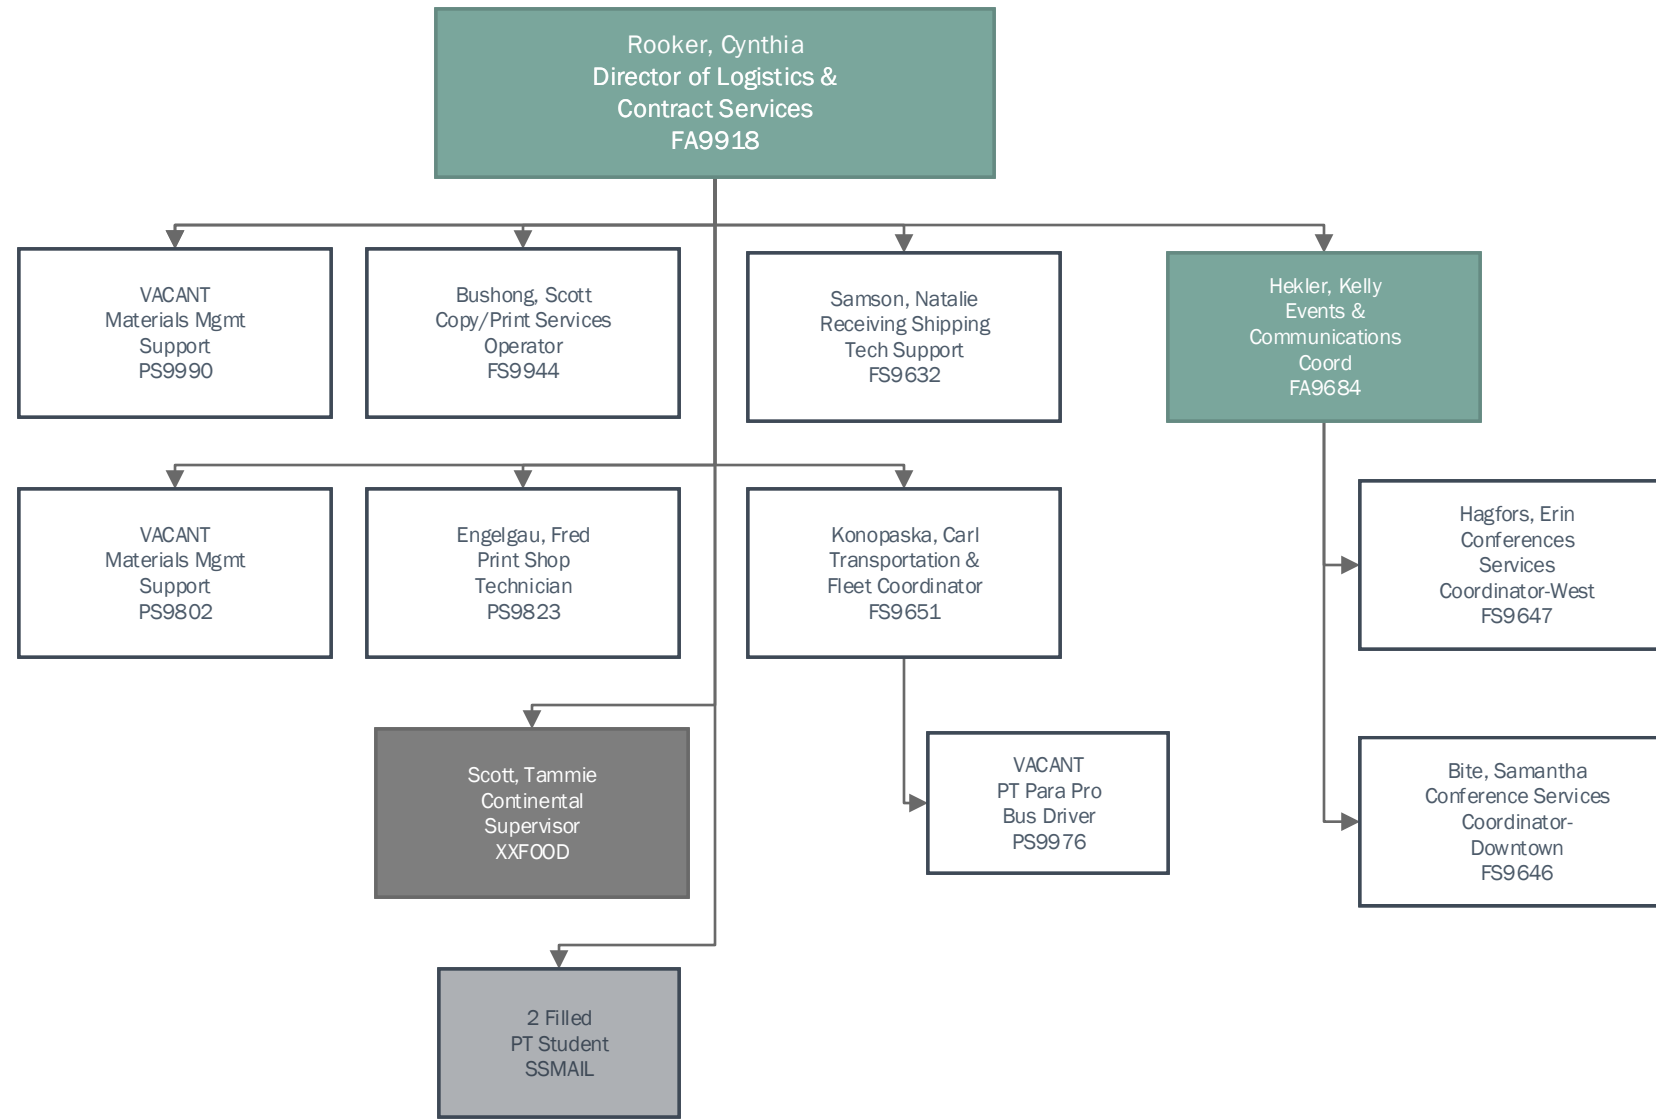 Rooker, Cynthia
Director of Logistics &
Contract Services
FA9918
VACANT
Materials Mgmt
Support
PS9990
Bushong, Scott
Copy/Print Services
Operator
FS9944
Samson, Natalie
Receiving Shipping
Tech Support
FS9632
Hekler, Kelly
Events &
Communications
Coord
FA9684
VACANT
Materials Mgmt
Support
PS9802
Engelgau, Fred
Print Shop
Technician
PS9823
Konopaska, Carl
Transportation &
Fleet Coordinator
FS9651
Hagfors, Erin
Conferences
Services
Coordinator-West
FS9647
Scott, Tammie
Continental
Supervisor
XXFOOD
VACANT
PT Para Pro
Bus Driver
PS9976
Bite, Samantha
Conference Services
Coordinator-
Downtown
FS9646
2 Filled
PT Student
SSMAIL